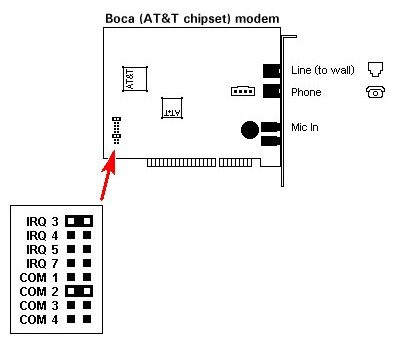 Boca (AT&T chipset) modem
AT&T
AT&T
Line (to wall)
Phone
Mic In
IRQ 3
IRQ 4
IRQ 5
IRQ 7
COM 1
COM 2
COM 3
COM 4